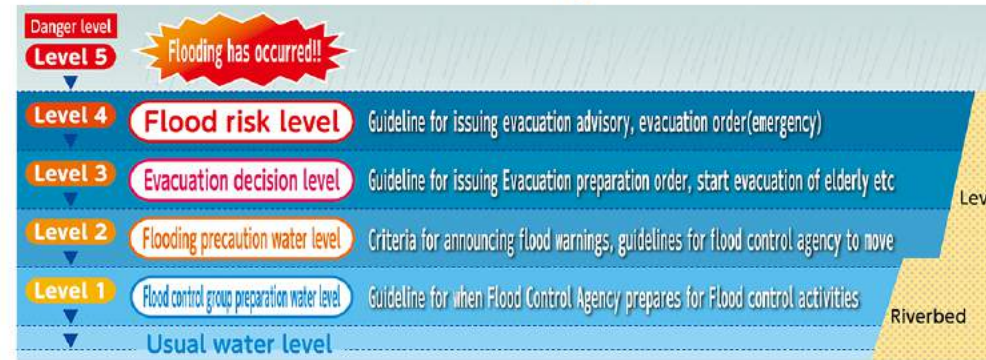 Danger level
Level 5 Flooding has occurred!!
Level 4 Flood risk level Guideline for issuing evacuation advisory, evacuation order(emergency)
Level 3 Evacuation decision level Guideline for issuing Evacuation preparation order, start evacuation of elderly etc
Lev
Level 2 Flooding precaution water level Criteria for announcing flood warnings, guidelines for flood control agency to move
Level 1 Flood control group preparation water level Guideline for when Flood Control Agency prepares for Flood control activities
Riverbed
Usual water level